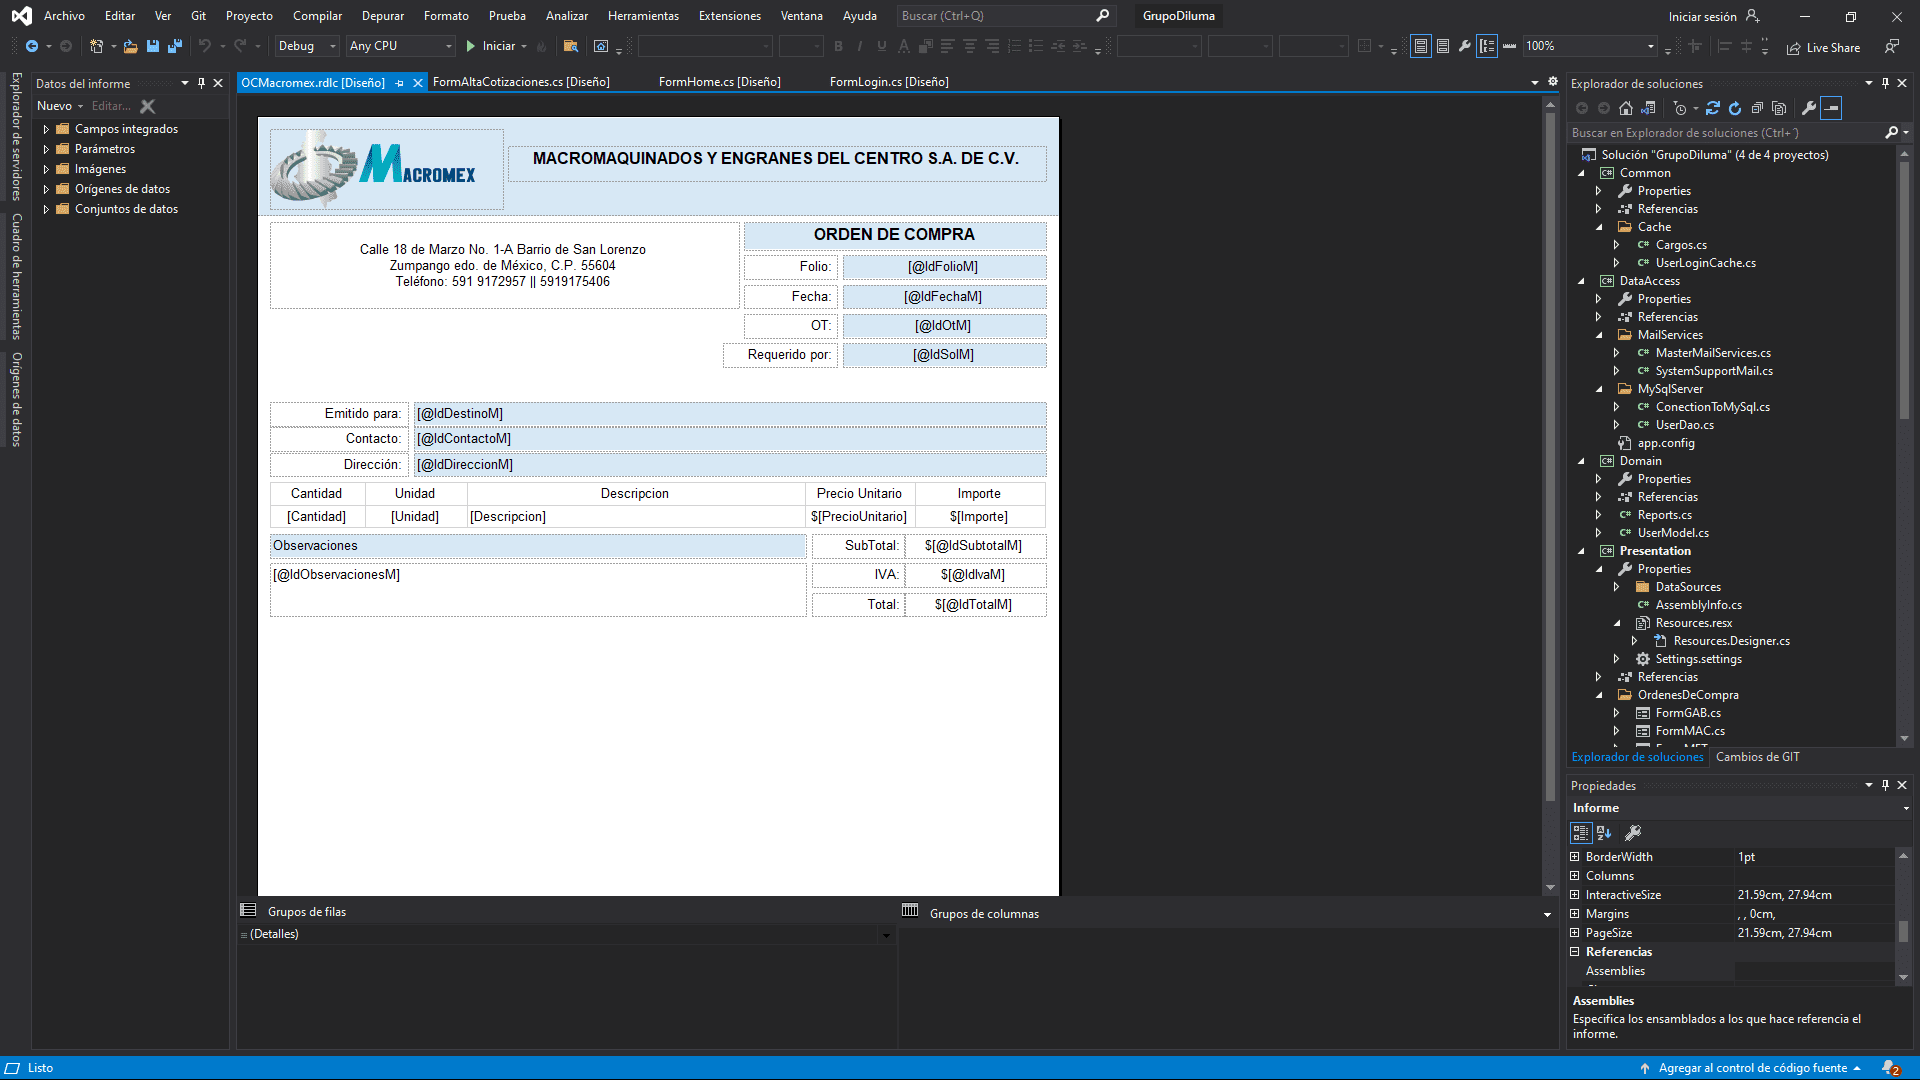 Archivo Editar Ver Git Proyecto Compilar Depurar Formato Prueba Analizar Herramientas Extensiones Ventana Ayuda Buscar (Ctrl+Q) GrupoDiluma Iniciar sesión
Debug Any CPU Iniciar 100% Live Share
Explorador de servidores
Cuadro de herramientas
Orígenes de datos
Datos del informe
Nuevo Editar...
Campos integrados
Parámetros
Imágenes
Orígenes de datos
Conjuntos de datos
OCMacromex.rdlc [Diseño] FormAltaCotizaciones.cs [Diseño] FormHome.cs [Diseño] FormLogin.cs [Diseño]
MACROMEX
MACROMAQUINADOS Y ENGRANES DEL CENTRO S.A. DE C.V.
Calle 18 de Marzo No. 1-A Barrio de San Lorenzo
Zumpango edo. de México, C.P. 55604
Teléfono: 591 9172957 || 5919175406
ORDEN DE COMPRA
Folio: [@IdFolioM]
Fecha: [@IdFechaM]
OT: [@IdOtM]
Requerido por: [@IdSolM]
Emitido para: [@IdDestinoM]
Contacto: [@IdContactoM]
Dirección: [@IdDireccionM]
Cantidad Unidad Descripcion Precio Unitario Importe
[Cantidad] [Unidad] [Descripcion] $[PrecioUnitario] $[Importe]
Observaciones SubTotal: $[@IdSubtotalM]
[@IdObservacionesM] IVA: $[@IdIvaM]
Total: $[@IdTotalM]
Grupos de filas Grupos de columnas
(Detalles)
Explorador de soluciones
Buscar en Explorador de soluciones (Ctrl+´)
Solución "GrupoDiluma" (4 de 4 proyectos)
C# Common
Properties
Referencias
Cache
C# Cargos.cs
C# UserLoginCache.cs
C# DataAccess
Properties
Referencias
MailServices
C# MasterMailServices.cs
C# SystemSupportMail.cs
MySqlServer
C# ConectionToMySql.cs
C# UserDao.cs
app.config
C# Domain
Properties
Referencias
C# Reports.cs
C# UserModel.cs
C# Presentation
Properties
DataSources
C# AssemblyInfo.cs
Resources.resx
Resources.Designer.cs
Settings.settings
Referencias
OrdenesDeCompra
FormGAB.cs
FormMAC.cs
Explorador de soluciones Cambios de GIT
Propiedades
Informe
BorderWidth 1pt
Columns
InteractiveSize 21.59cm, 27.94cm
Margins , , 0cm,
PageSize 21.59cm, 27.94cm
Referencias
Assemblies
Assemblies
Especifica los ensamblados a los que hace referencia el
informe.
Listo Agregar al control de código fuente 2